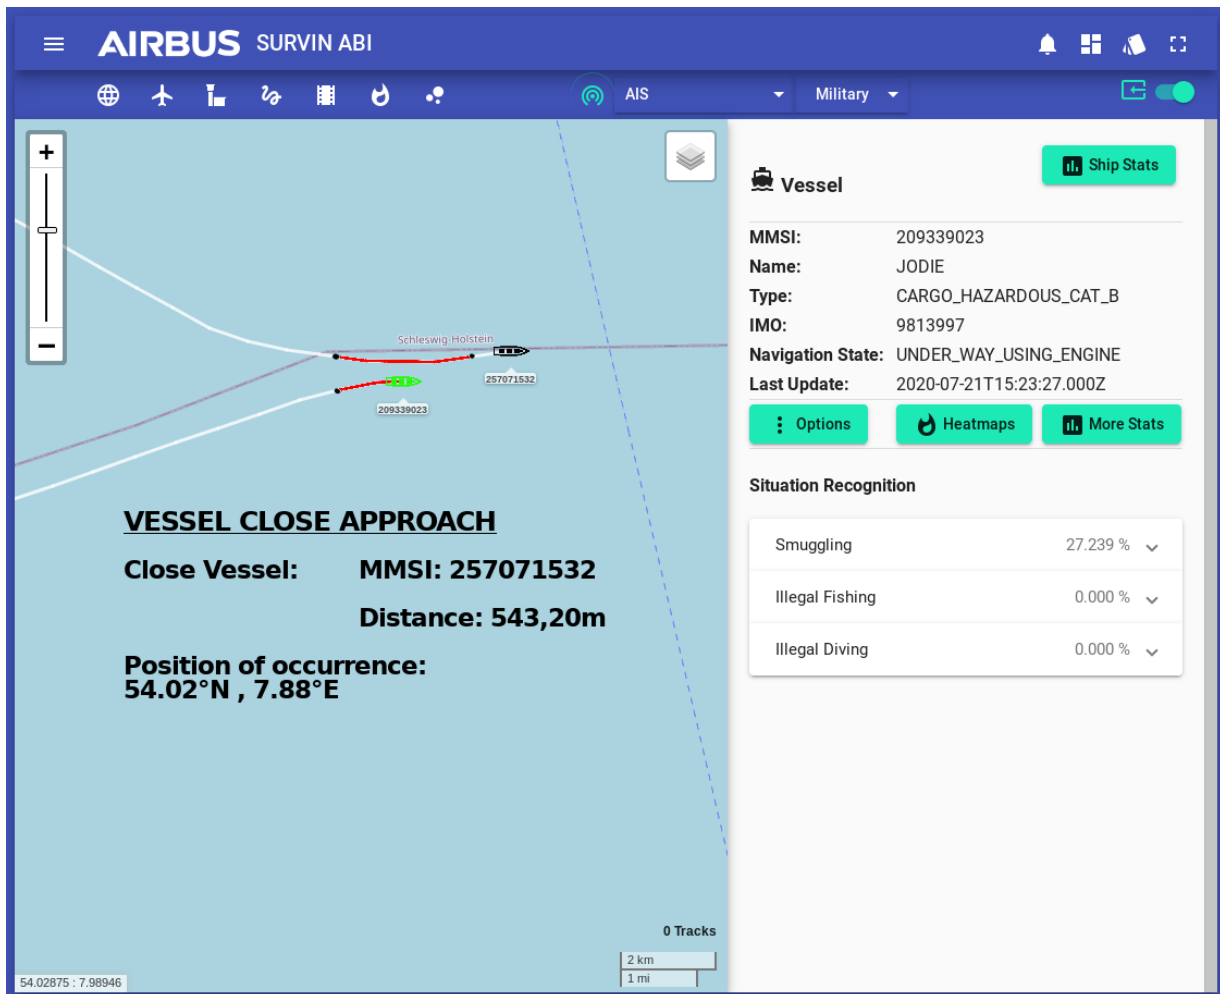 AIRBUS SURVIN ABI
AIS Military
+
−
Schleswig-Holstein
257071532
209339023
VESSEL CLOSE APPROACH
Close Vessel: MMSI: 257071532
Distance: 543,20m
Position of occurrence:
54.02°N , 7.88°E
0 Tracks
2 km
1 mi
54.02875 : 7.98946
Vessel
Ship Stats
MMSI: 209339023
Name: JODIE
Type: CARGO_HAZARDOUS_CAT_B
IMO: 9813997
Navigation State: UNDER_WAY_USING_ENGINE
Last Update: 2020-07-21T15:23:27.000Z
Options Heatmaps More Stats
Situation Recognition
Smuggling 27.239 %
Illegal Fishing 0.000 %
Illegal Diving 0.000 %